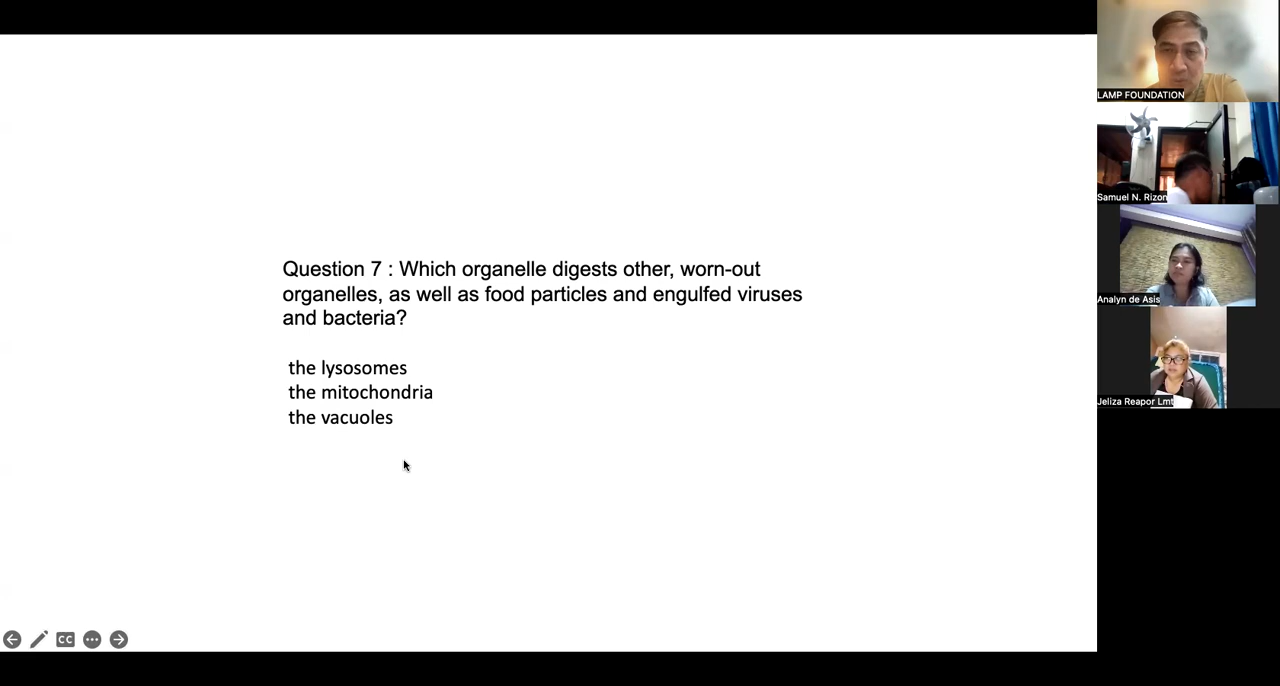 Question 7 : Which organelle digests other, worn-out
organelles, as well as food particles and engulfed viruses
and bacteria?
the lysosomes
the mitochondria
the vacuoles
LAMP FOUNDATION
Samuel N. Rizon
Analyn de Asis
Jeliza Reapor Lmt
CC